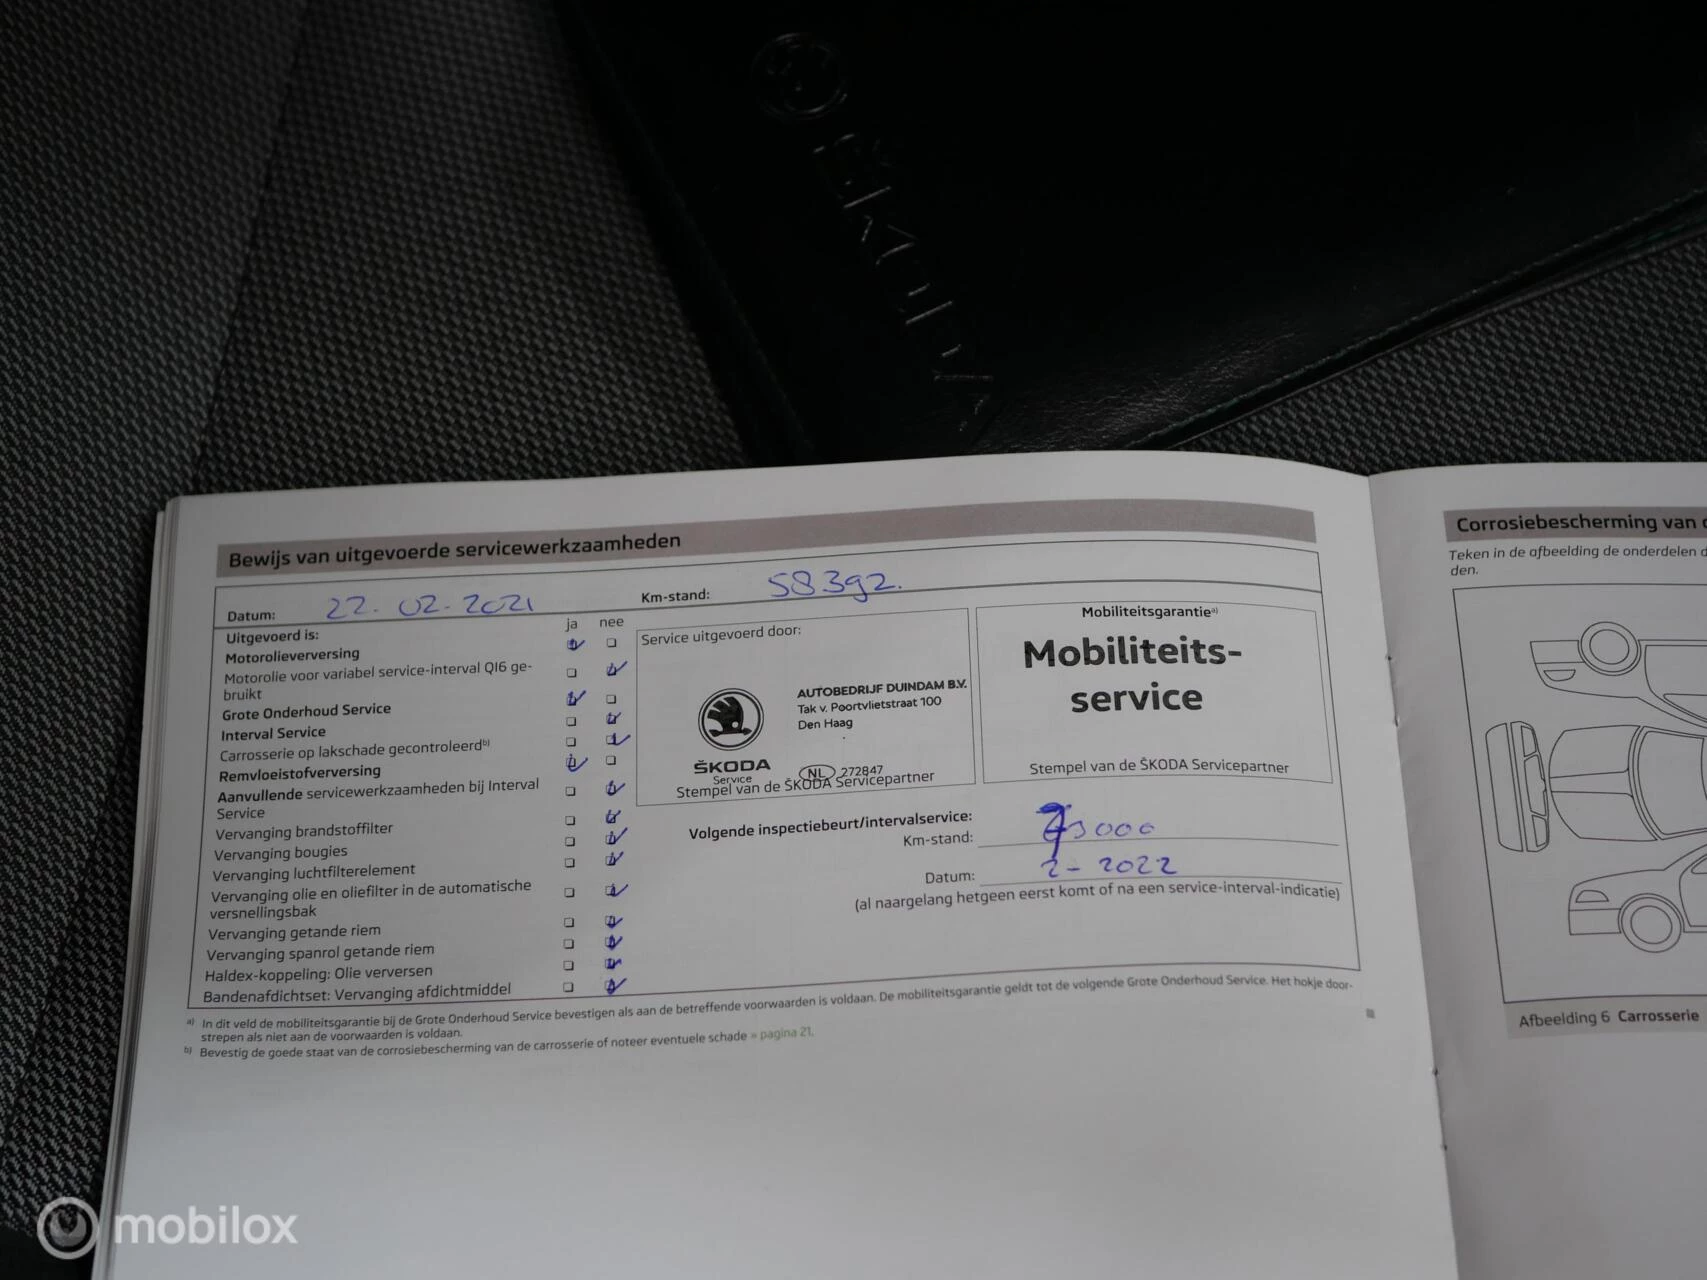 ŠKODA
Bewijs van uitgevoerde servicewerkzaamheden
Datum: 22-02-2021
Km-stand: 58392.
Uitgevoerd is:
ja nee
Motorolieverversing
Motorolie voor variabel service-interval QI6 ge-
bruikt
Grote Onderhoud Service
Interval Service
Carrosserie op lakschade gecontroleerd b)
Remvloeistofverversing
Aanvullende servicewerkzaamheden bij Interval
Service
Vervanging brandstoffilter
Vervanging bougies
Vervanging luchtfilterelement
Vervanging olie en oliefilter in de automatische
versnellingsbak
Vervanging getande riem
Vervanging spanrol getande riem
Haldex-koppeling: Olie verversen
Bandenafdichtset: Vervanging afdichtmiddel
Service uitgevoerd door:
AUTOBEDRIJF DUINDAM B.V.
Tak v. Poortvlietstraat 100
Den Haag
ŠKODA
Service
NL 272847
Stempel van de ŠKODA Servicepartner
Mobiliteitsgarantie a)
Mobiliteits-
service
Stempel van de ŠKODA Servicepartner
Volgende inspectiebeurt/intervalservice:
Km-stand: 73000
Datum: 2-2022
(al naargelang hetgeen eerst komt of na een service-interval-indicatie)
a) In dit veld de mobiliteitsgarantie bij de Grote Onderhoud Service bevestigen als aan de betreffende voorwaarden is voldaan. De mobiliteitsgarantie geldt tot de volgende Grote Onderhoud Service. Het hokje door-
strepen als niet aan de voorwaarden is voldaan.
b) Bevestig de goede staat van de corrosiebescherming van de carrosserie of noteer eventuele schade » pagina 21.
Corrosiebescherming van
Teken in de afbeelding de onderdelen
den.
Afbeelding 6 Carrosserie
mobilox